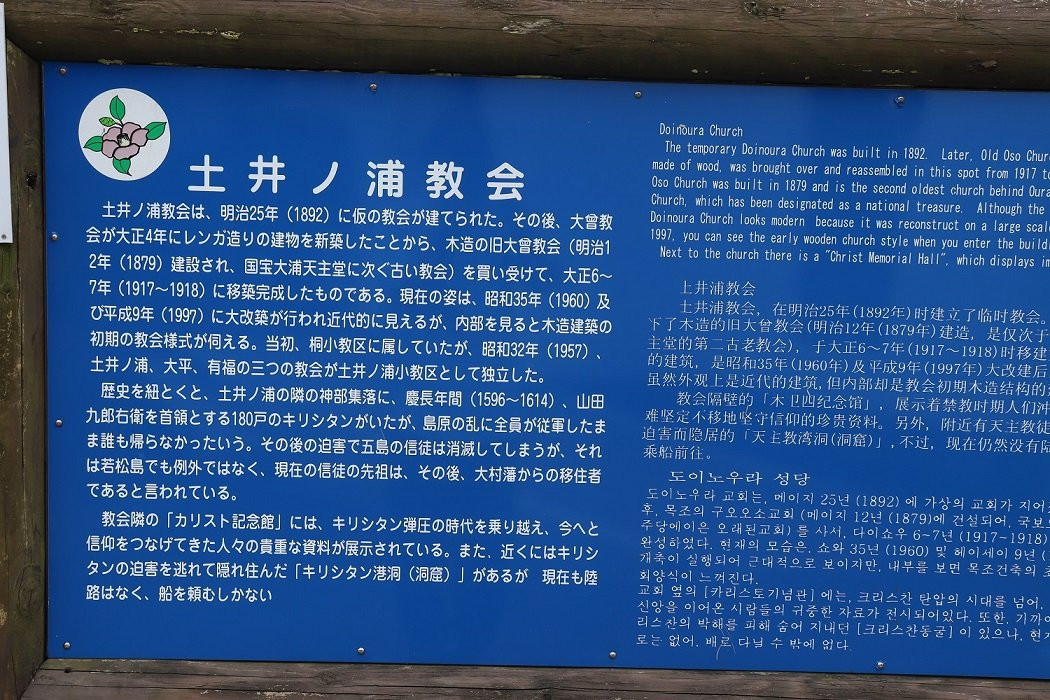 土井ノ浦教会
土井ノ浦教会は、明治25年（1892）に仮の教会が建てられた。その後、大曾教
会が大正4年にレンガ造りの建物を新築したことから、木造の旧大曾教会（明治1
2年（1879）建設され、国宝大浦天主堂に次ぐ古い教会）を買い受けて、大正6～
7年（1917～1918）に移築完成したものである。現在の姿は、昭和35年（1960）及
び平成9年（1997）に大改築が行われ近代的に見えるが、内部を見ると木造建築の
初期の教会様式が伺える。当初、桐小教区に属していたが、昭和32年（1957）、
土井ノ浦、大平、有福の三つの教会が土井ノ浦小教区として独立した。
歴史を紐とくと、土井ノ浦の隣の神部集落に、慶長年間（1596～1614）、山田
九郎右衛を首領とする180戸のキリシタンがいたが、島原の乱に全員が従軍したま
ま誰も帰らなかったいう。その後の迫害で五島の信徒は消滅してしまうが、それ
は若松島でも例外ではなく、現在の信徒の先祖は、その後、大村藩からの移住者
であると言われている。
教会隣の「カリスト記念館」には、キリシタン弾圧の時代を乗り越え、今へと
信仰をつなげてきた人々の貴重な資料が展示されている。また、近くにはキリシ
タンの迫害を逃れて隠れ住んだ「キリシタン港洞（洞窟）」があるが　現在も陸
路はなく、船を頼むしかない
Doinoura Church
The temporary Doinoura Church was built in 1892. Later, Old Oso Chur
made of wood, was brought over and reassembled in this spot from 1917 to
Oso Church was built in 1879 and is the second oldest church behind Oura
Church, which has been designated as a national treasure. Although the
Doinoura Church looks modern because it was reconstruct on a large scale
1997, you can see the early wooden church style when you enter the buildi
Next to the church there is a "Christ Memorial Hall", which displays im
上井浦教会
土井浦教会，在明治25年(1892年)时建立了临时教会。
下了木造的旧大曾教会(明治12年(1879年)建造，是仅次于
主堂的第二古老教会)，于大正6～7年(1917～1918)时移建
的建筑，是昭和35年(1960)及平成9年(1997年)大改建后
虽然外观上是近代的建筑,但内部却是教会初期木造结构的
教会隔壁的「木卫四纪念馆」，展示着禁教时期人们冲
难坚定不移地坚守信仰的珍贵资料。另外，附近有天主教徒
迫害而隐居的「天主教湾洞(洞窟)」,不过，现在仍然没有陆
乘船前往。
도이노우라 성당
도이노우라 교회는, 메이지 25년 (1892) 에 가상의 교회가 지어
후, 목조의 구오오소교회 (메이지 12년 (1879)에 건설되어, 국보
주당에이은 오래된교회) 를 사서, 다이쇼우 6~7년 (1917~1918)
완성하였다. 현재의 모습은, 쇼와 35년 (1960) 및 헤이세이 9년 (
개축이 실행되어 근대적으로 보이지만, 내부를 보면 목조건축의 초
회양식이 느껴진다.
교회 옆의 [카리스토기념관] 에는, 크리스찬 탄압의 시대를 넘어,
신앙을 이어온 사람들의 귀중한 자료가 전시되어있다. 또한, 기까이
리스찬의 박해를 피해 숨어 지내던 [크리스찬동굴] 이 있으나, 현
로는 없어, 배로 다닐 수 밖에 없다.